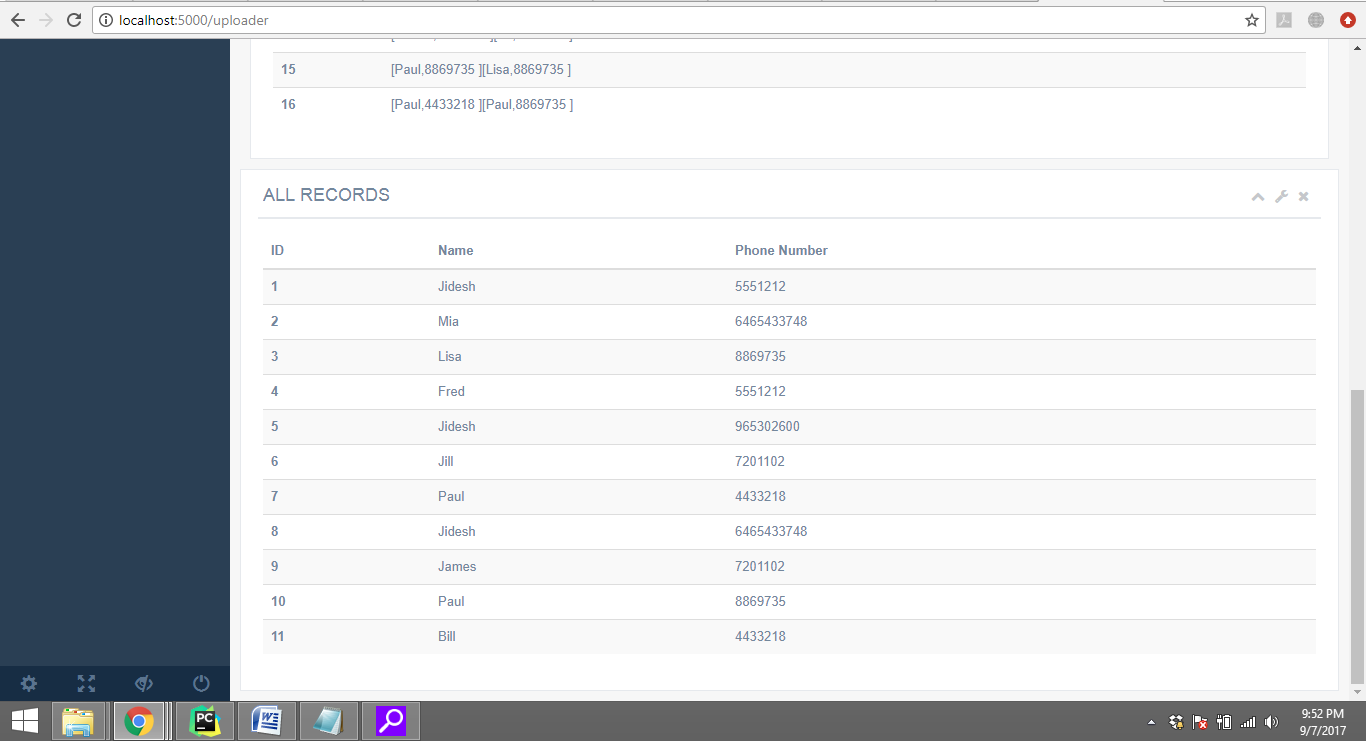 localhost:5000/uploader
15 [Paul,8869735 ][Lisa,8869735 ]
16 [Paul,4433218 ][Paul,8869735 ]
ALL RECORDS
ID Name Phone Number
1 Jidesh 5551212
2 Mia 6465433748
3 Lisa 8869735
4 Fred 5551212
5 Jidesh 965302600
6 Jill 7201102
7 Paul 4433218
8 Jidesh 6465433748
9 James 7201102
10 Paul 8869735
11 Bill 4433218
PC
W
9:52 PM
9/7/2017